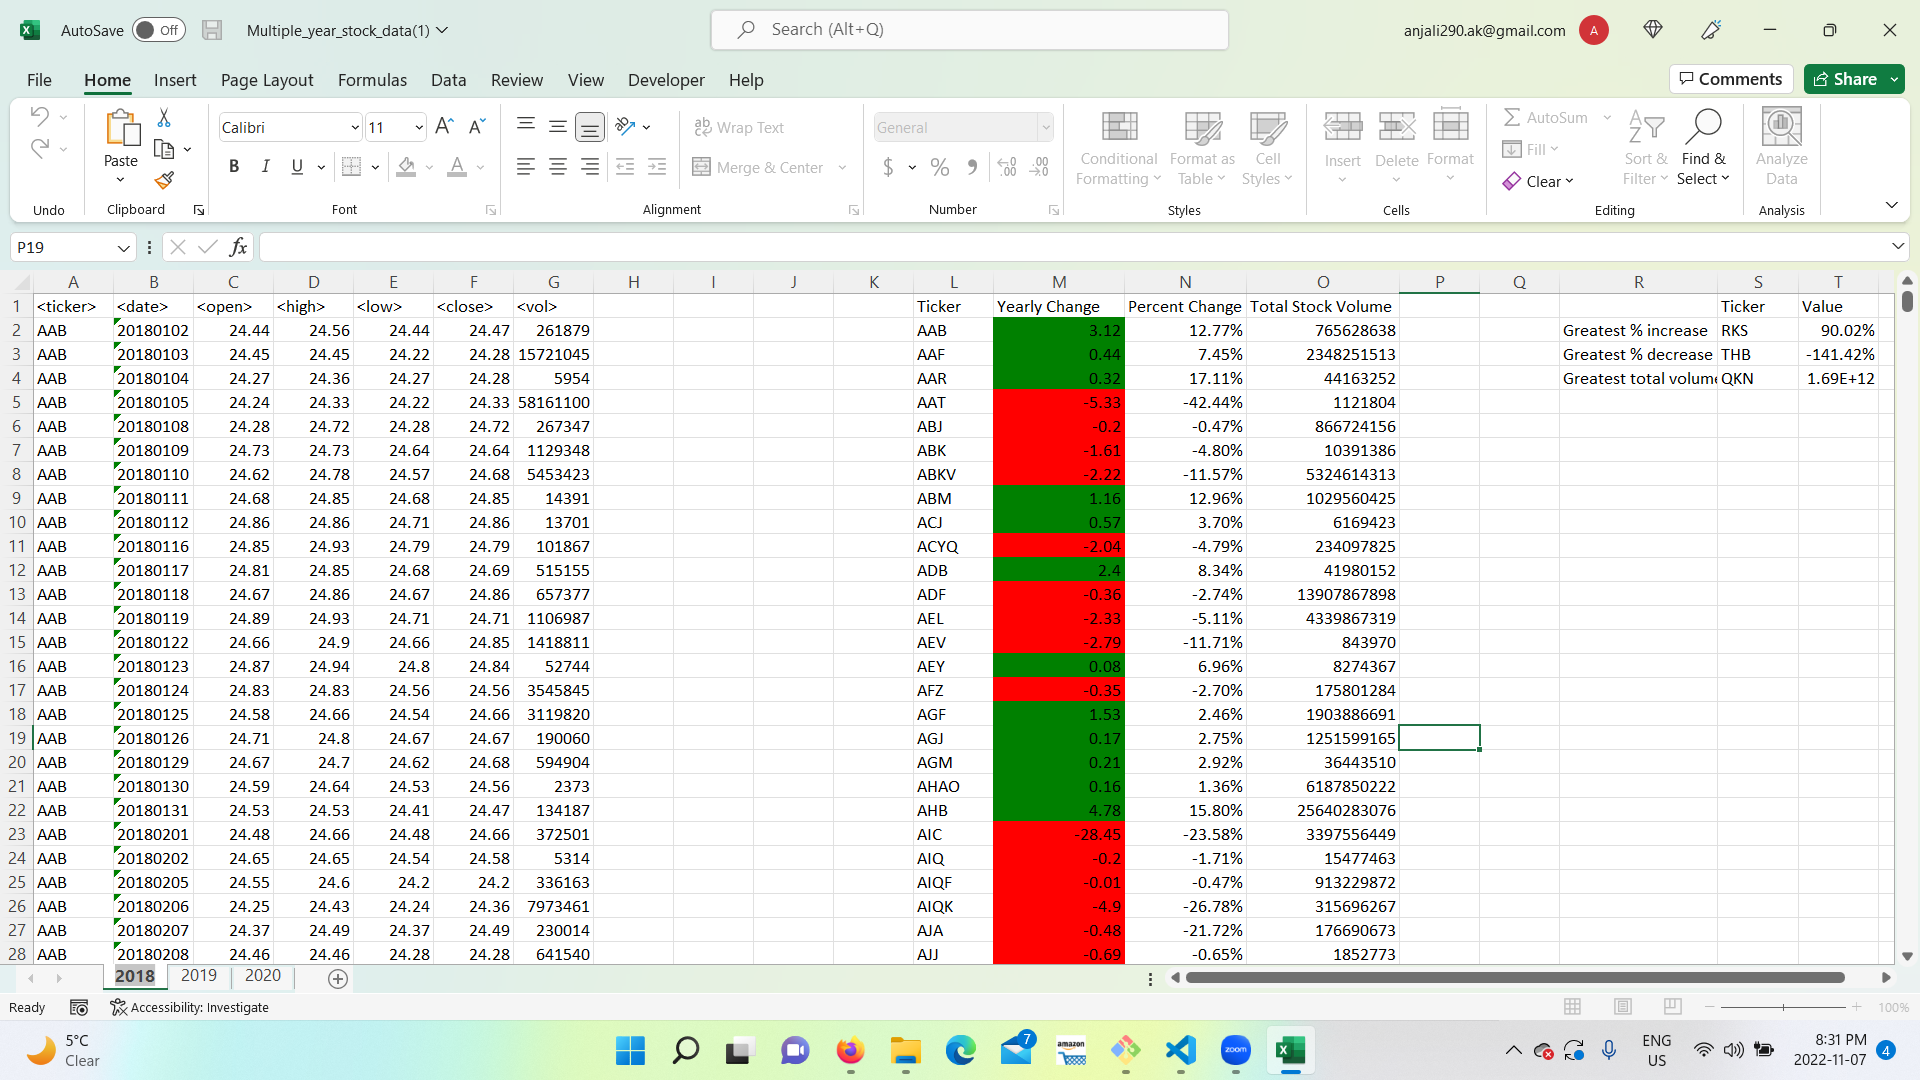 AutoSave Off Multiple_year_stock_data(1) Search (Alt+Q) anjali290.ak@gmail.com A
File Home Insert Page Layout Formulas Data Review View Developer Help Comments Share
Calibri 11 Wrap Text General AutoSum
Paste B I U Merge & Center $ % Conditional Formatting Format as Table Cell Styles Insert Delete Format Fill Clear Sort & Filter Find & Select Analyze Data
Undo Clipboard Font Alignment Number Styles Cells Editing Analysis
P19 fx
A B C D E F G H I J K L M N O P Q R S T
1 <ticker> <date> <open> <high> <low> <close> <vol> Ticker Yearly Change Percent Change Total Stock Volume Ticker Value
2 AAB 20180102 24.44 24.56 24.44 24.47 261879 AAB 3.12 12.77% 765628638 Greatest % increase RKS 90.02%
3 AAB 20180103 24.45 24.45 24.22 24.28 15721045 AAF 0.44 7.45% 2348251513 Greatest % decrease THB -141.42%
4 AAB 20180104 24.27 24.36 24.27 24.28 5954 AAR 0.32 17.11% 44163252 Greatest total volum QKN 1.69E+12
5 AAB 20180105 24.24 24.33 24.22 24.33 58161100 AAT -5.33 -42.44% 1121804
6 AAB 20180108 24.28 24.72 24.28 24.72 267347 ABJ -0.2 -0.47% 866724156
7 AAB 20180109 24.73 24.73 24.64 24.64 1129348 ABK -1.61 -4.80% 10391386
8 AAB 20180110 24.62 24.78 24.57 24.68 5453423 ABKV -2.22 -11.57% 5324614313
9 AAB 20180111 24.68 24.85 24.68 24.85 14391 ABM 1.16 12.96% 1029560425
10 AAB 20180112 24.86 24.86 24.71 24.86 13701 ACJ 0.57 3.70% 6169423
11 AAB 20180116 24.85 24.93 24.79 24.79 101867 ACYQ -2.04 -4.79% 234097825
12 AAB 20180117 24.81 24.85 24.68 24.69 515155 ADB 2.4 8.34% 41980152
13 AAB 20180118 24.67 24.86 24.67 24.86 657377 ADF -0.36 -2.74% 13907867898
14 AAB 20180119 24.89 24.93 24.71 24.71 1106987 AEL -2.33 -5.11% 4339867319
15 AAB 20180122 24.66 24.9 24.66 24.85 1418811 AEV -2.79 -11.71% 843970
16 AAB 20180123 24.87 24.94 24.8 24.84 52744 AEY 0.08 6.96% 8274367
17 AAB 20180124 24.83 24.83 24.56 24.56 3545845 AFZ -0.35 -2.70% 175801284
18 AAB 20180125 24.58 24.66 24.54 24.66 3119820 AGF 1.53 2.46% 1903886691
19 AAB 20180126 24.71 24.8 24.67 24.67 190060 AGJ 0.17 2.75% 1251599165
20 AAB 20180129 24.67 24.7 24.62 24.68 594904 AGM 0.21 2.92% 36443510
21 AAB 20180130 24.59 24.64 24.53 24.56 2373 AHAO 0.16 1.36% 6187850222
22 AAB 20180131 24.53 24.53 24.41 24.47 134187 AHB 4.78 15.80% 25640283076
23 AAB 20180201 24.48 24.66 24.48 24.66 372501 AIC -28.45 -23.58% 3397556449
24 AAB 20180202 24.65 24.65 24.54 24.58 5314 AIQ -0.2 -1.71% 15477463
25 AAB 20180205 24.55 24.6 24.2 24.2 336163 AIQF -0.01 -0.47% 913229872
26 AAB 20180206 24.25 24.43 24.24 24.36 7973461 AIQK -4.9 -26.78% 315696267
27 AAB 20180207 24.37 24.49 24.37 24.49 230014 AJA -0.48 -21.72% 176690673
28 AAB 20180208 24.46 24.46 24.28 24.28 641540 AJJ -0.69 -0.65% 1852773
2018 2019 2020
Ready Accessibility: Investigate 100%
5°C
Clear
7 amazon zoom
ENG
US
8:31 PM
2022-11-07 4